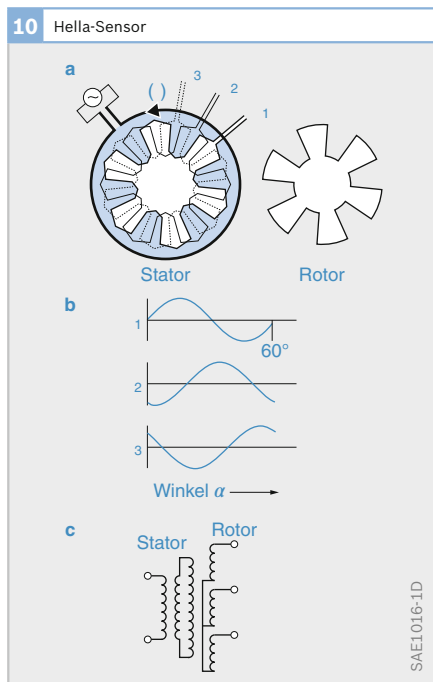 10 Hella-Sensor
a
( )
3
2
1
Stator Rotor
b
1
60°
2
3
Winkel α
c
Stator Rotor
SAE1016-1D